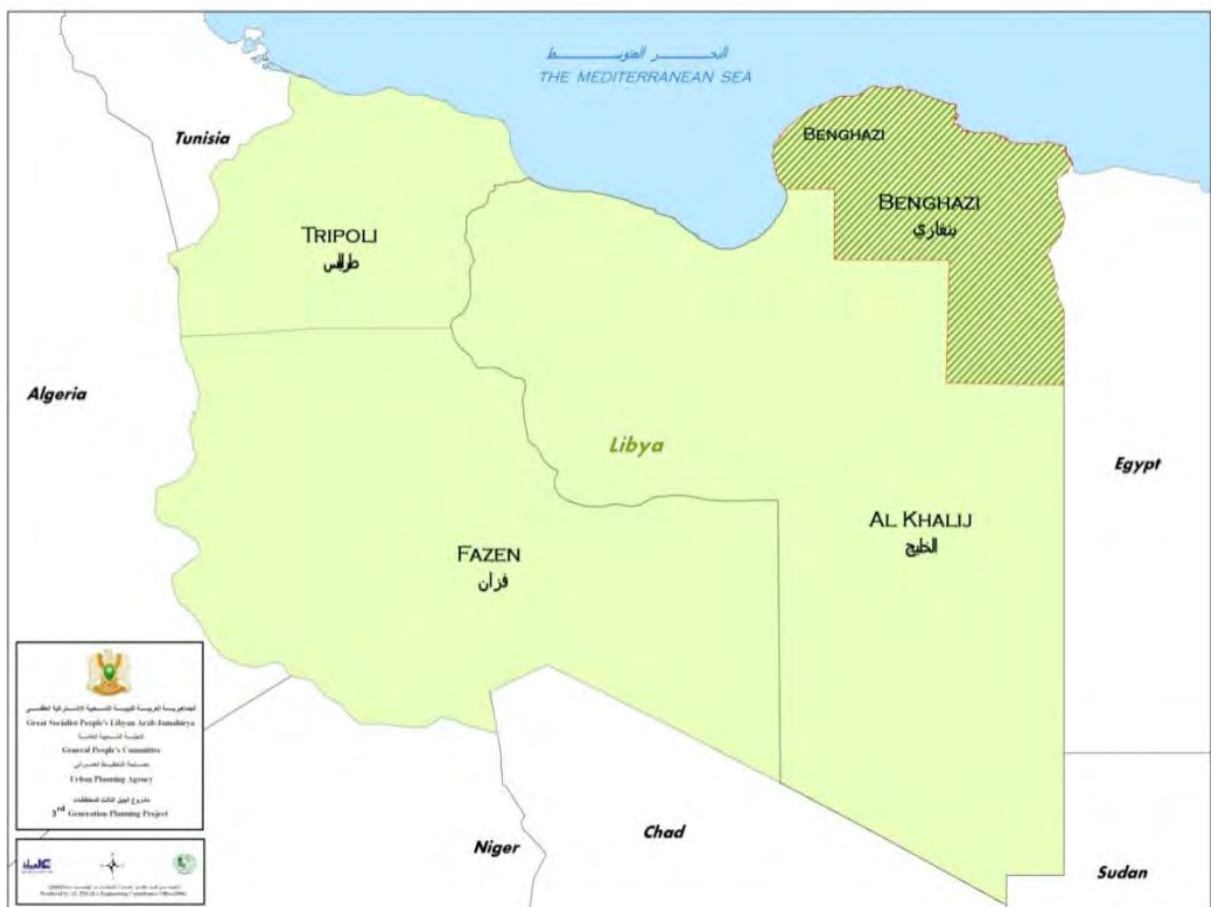 البحر المتوسط
THE MEDITERRANEAN SEA
Tunisia
BENGHAZI
BENGHAZI
بنغازي
TRIPOLI
طرابلس
Algeria
Libya
Egypt
AL KHALIJ
الخليج
FAZEN
فزان
Great Socialist People's Libyan Arab Jamahirya
General People's Committee
Urban Planning Agency
3rd Generation Planning Project
Niger
Chad
Sudan